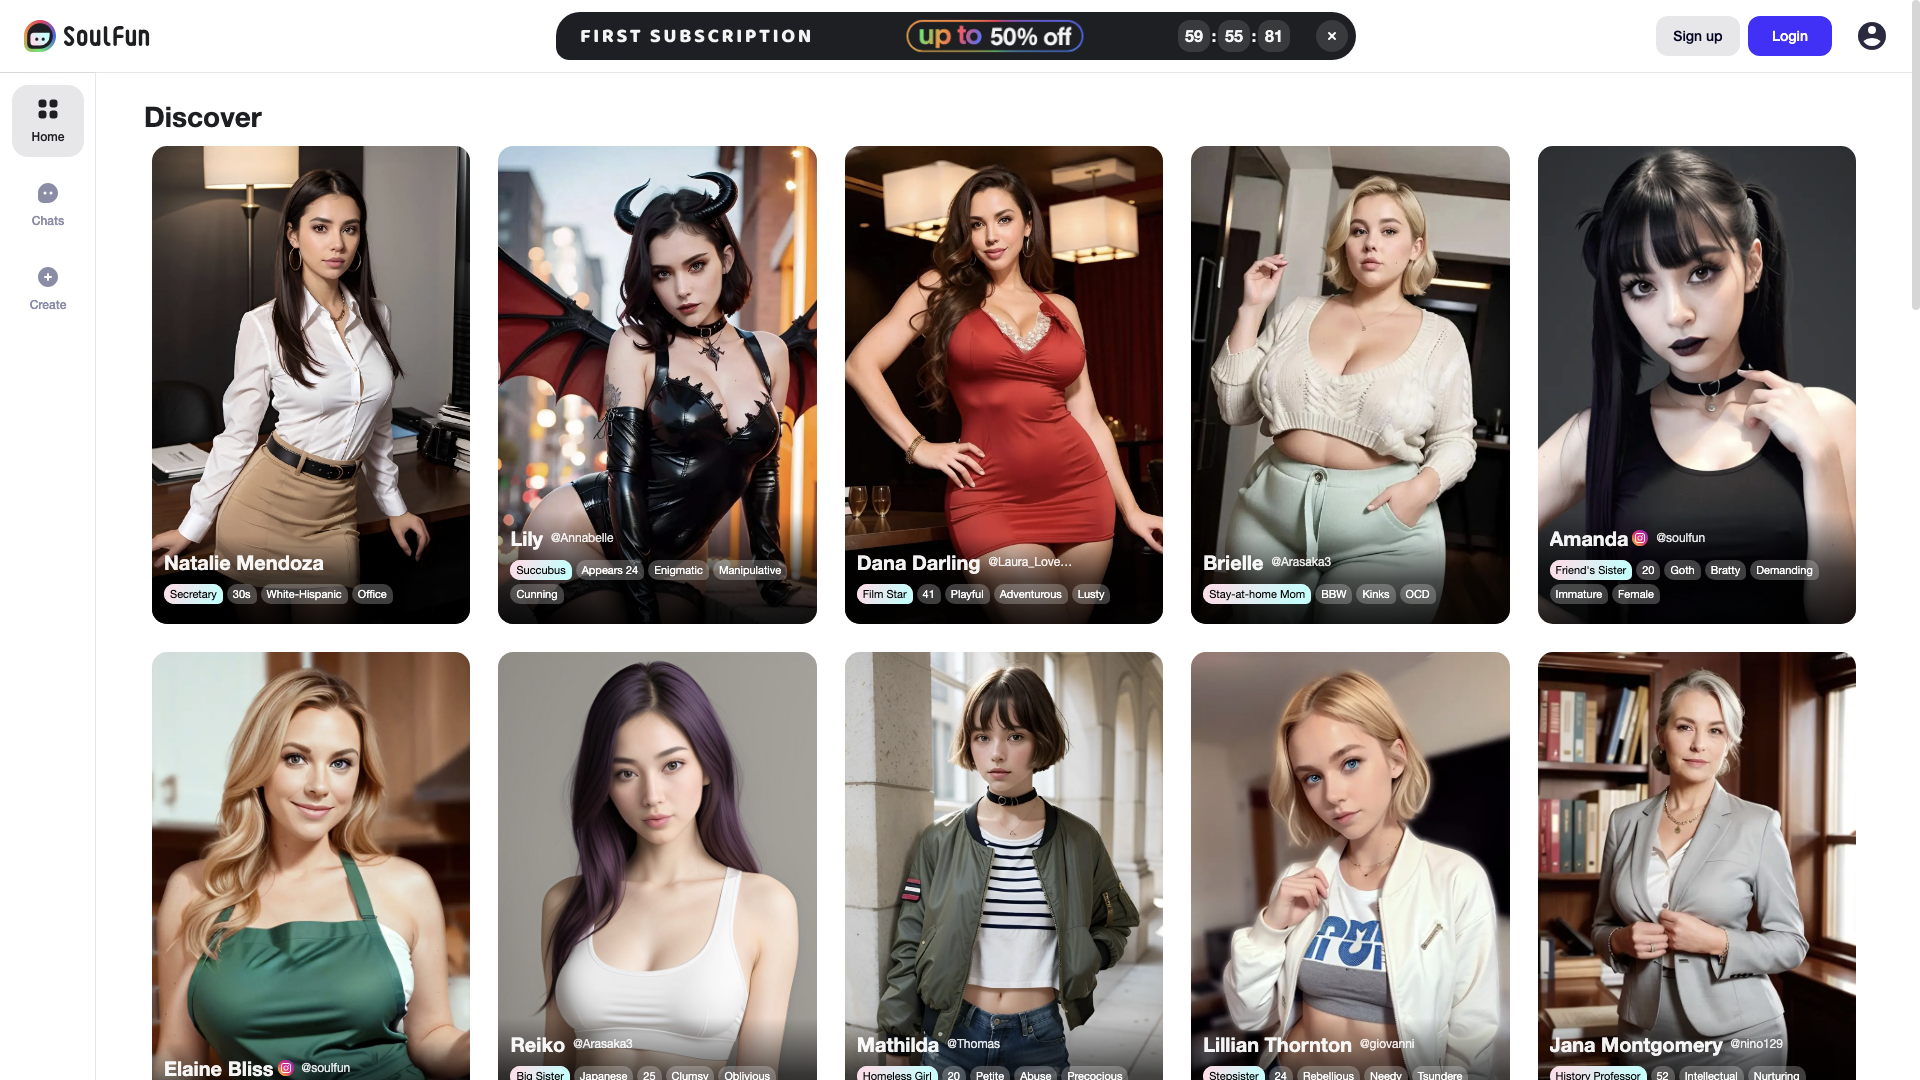 SoulFun
FIRST SUBSCRIPTION up to 50% off 59 : 55 : 81
Sign up
Login
Home
Chats
Create
Discover
Natalie Mendoza
Secretary 30s White-Hispanic Office
Lily @Annabelle
Succubus Appears 24 Enigmatic Manipulative
Cunning
Dana Darling @Laura_Love...
Film Star 41 Playful Adventurous Lusty
Brielle @Arasaka3
Stay-at-home Mom BBW Kinks OCD
Amanda @soulfun
Friend's Sister 20 Goth Bratty Demanding
Immature Female
Elaine Bliss @soulfun
Reiko @Arasaka3
Big Sister Japanese 25 Clumsy Oblivious
Mathilda @Thomas
Homeless Girl 20 Petite Abuse Precocious
Lillian Thornton @giovanni
Stepsister 24 Rebellious Needy Tsundere
Jana Montgomery @nino129
History Professor 52 Intellectual Nurturing